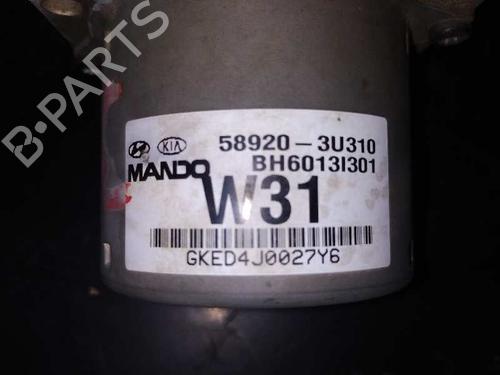 B-PARTS
KIA
58920-3U310
MANDO
BH6013I301
W31
GKED4J0027Y6